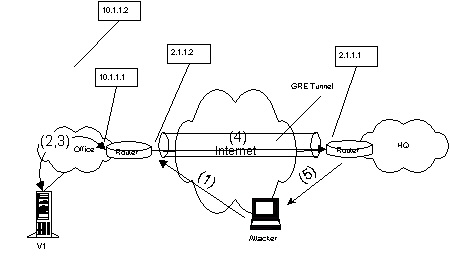 10.1.1.2
2.1.1.2
2.1.1.1
10.1.1.1
GRE Tunnel
(2,3)
(4)
Office
Router
Internet
Router
HQ
(1)
(5)
V1
Attacker